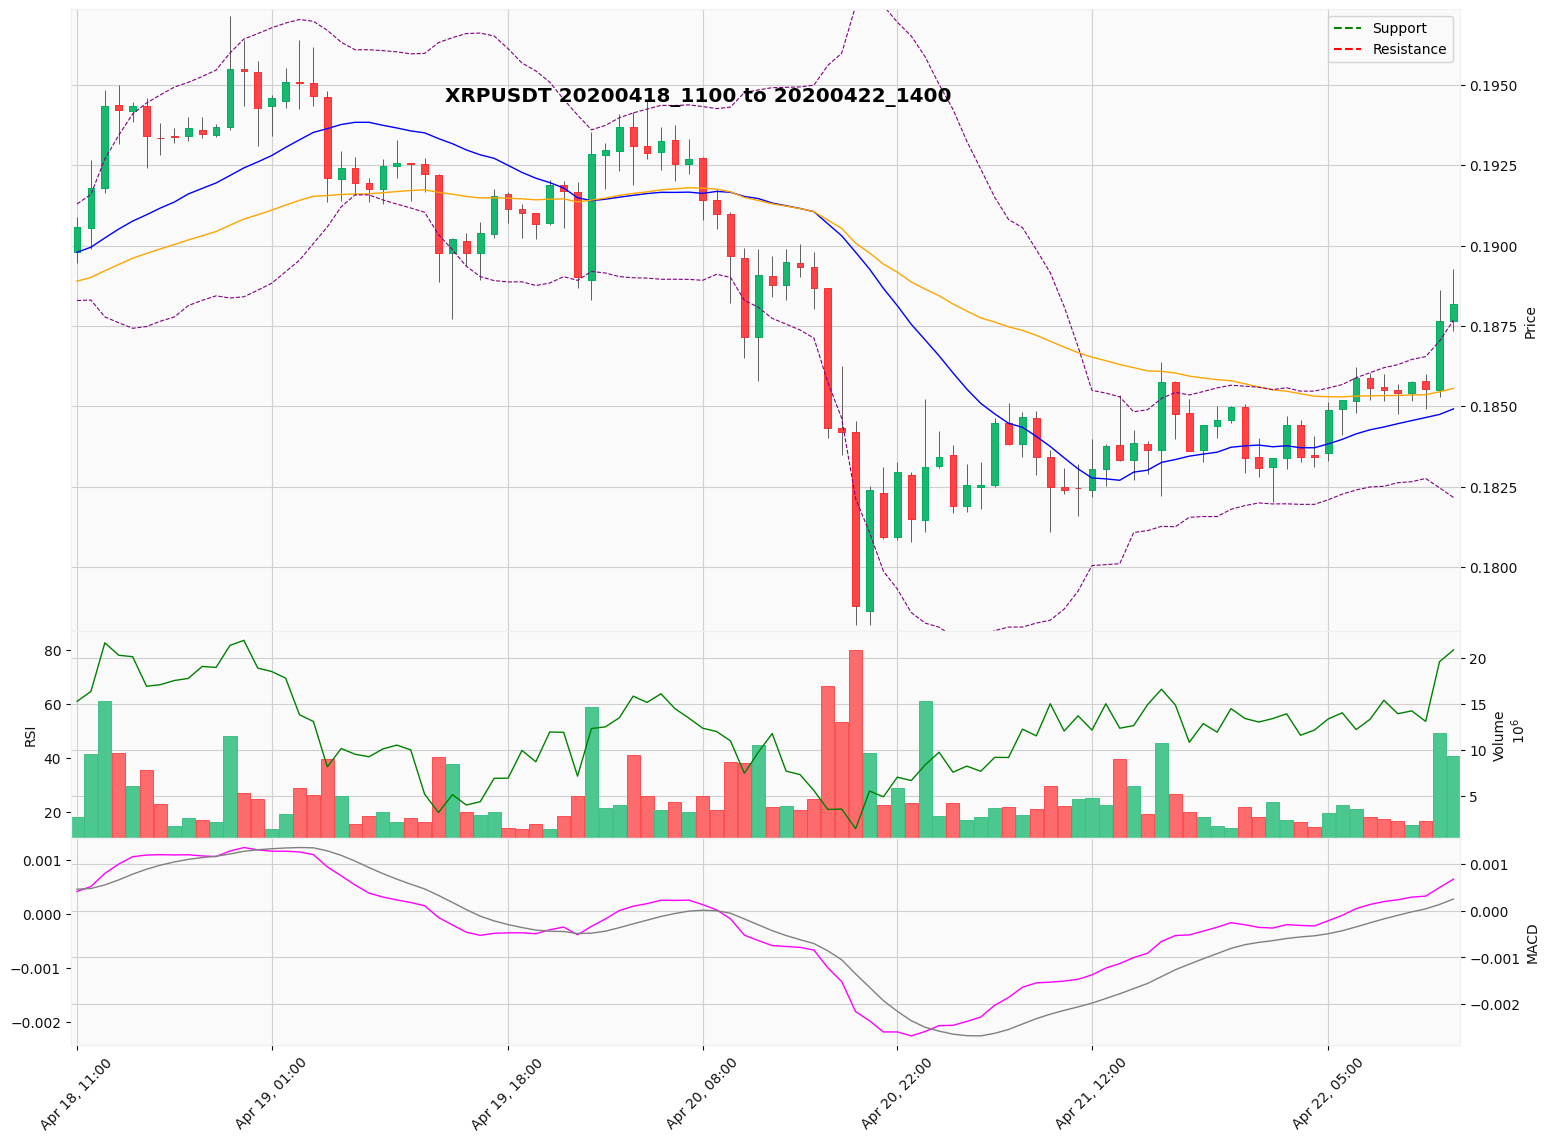 Support
Resistance
XRPUSDT 20200418_1100 to 20200422_1400
0.1950
0.1925
0.1900
0.1875
0.1850
0.1825
0.1800
Price
80
60
40
20
RSI
20
15
10
5
Volume
10^6
0.001
0.000
−0.001
−0.002
0.001
0.000
−0.001
−0.002
MACD
Apr 18, 11:00
Apr 19, 01:00
Apr 19, 18:00
Apr 20, 08:00
Apr 20, 22:00
Apr 21, 12:00
Apr 22, 05:00